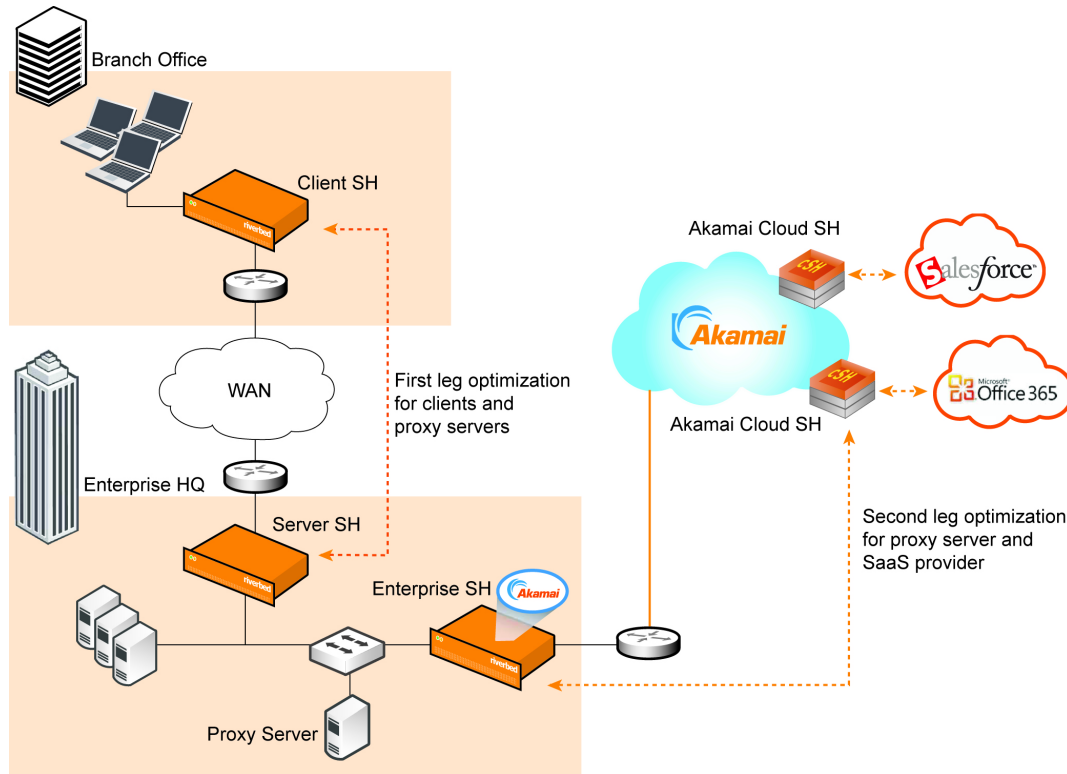 Branch Office
Client SH
riverbed
WAN
First leg optimization
for clients and
proxy servers
Enterprise HQ
Server SH
riverbed
Enterprise SH
Akamai
riverbed
Proxy Server
Akamai Cloud SH
CSH
salesforce
Akamai
CSH
Microsoft
Office 365
Akamai Cloud SH
Second leg optimization
for proxy server and
SaaS provider